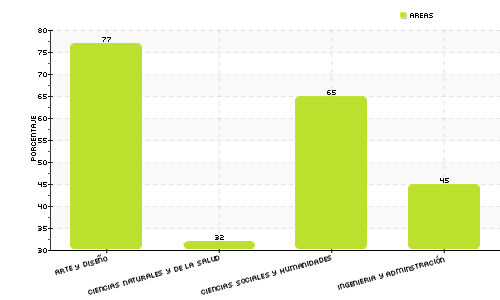 AREAS
PORCENTAJE
80
75
70
65
60
55
50
45
40
35
30
77
32
65
45
ARTE Y DISEÑO
CIENCIAS NATURALES Y DE LA SALUD
CIENCIAS SOCIALES Y HUMANIDADES
INGENIERIA Y ADMINSTRACIÓN